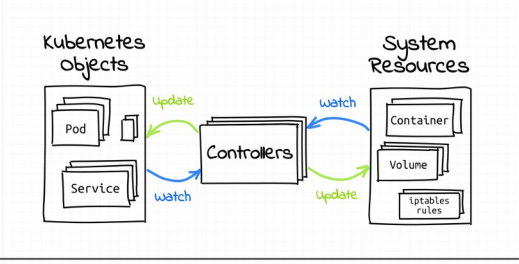 Kubernetes
Objects
Pod
Service
Update
Watch
Controllers
Watch
Update
System
Resources
Container
Volume
iptables
rules